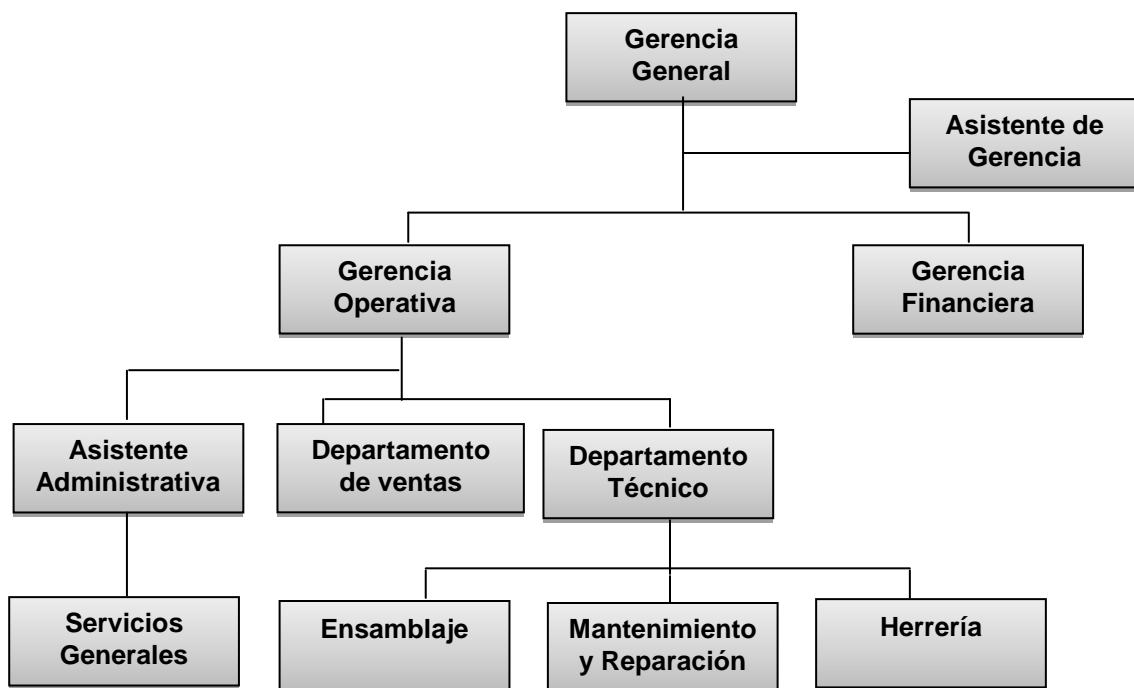 Gerencia
General
Asistente de
Gerencia
Gerencia
Operativa
Gerencia
Financiera
Asistente
Administrativa
Departamento
de ventas
Departamento
Técnico
Servicios
Generales
Ensamblaje
Mantenimiento
y Reparación
Herrería